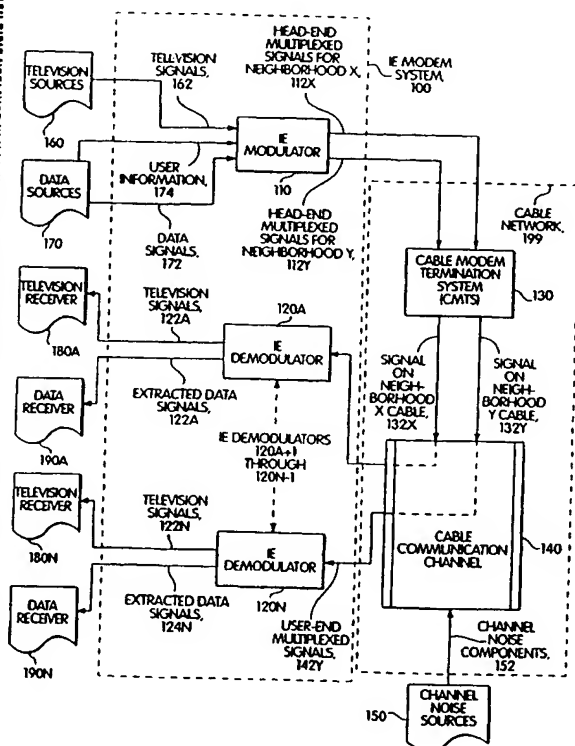 TELEVISION
SOURCES
160
TELEVISION
SIGNALS,
162
HEAD-END
MULTIPLEXED
SIGNALS FOR
NEIGHBORHOOD X,
112X
IE MODEM
SYSTEM,
100
DATA
SOURCES
170
USER
INFORMATION,
174
IE
MODULATOR
110
DATA
SIGNALS,
172
HEAD-END
MULTIPLEXED
SIGNALS FOR
NEIGHBORHOOD Y,
112Y
CABLE
NETWORK,
199
CABLE MODEM
TERMINATION
SYSTEM
(CMTS)
130
TELEVISION
RECEIVER
180A
TELEVISION
SIGNALS,
122A
120A
IE
DEMODULATOR
SIGNAL
ON
NEIGH-
BORHOOD
X CABLE,
132X
SIGNAL
ON
NEIGH-
BORHOOD
Y CABLE,
132Y
DATA
RECEIVER
190A
EXTRACTED DATA
SIGNALS,
122A
IE DEMODULATORS
120A+1
THROUGH
120N-1
CABLE
COMMUNICATION
CHANNEL
140
TELEVISION
RECEIVER
180N
TELEVISION
SIGNALS,
122N
IE
DEMODULATOR
120N
DATA
RECEIVER
190N
EXTRACTED DATA
SIGNALS,
124N
USER-END
MULTIPLEXED
SIGNALS,
142Y
CHANNEL
NOISE
COMPONENTS,
152
150
CHANNEL
NOISE
SOURCES